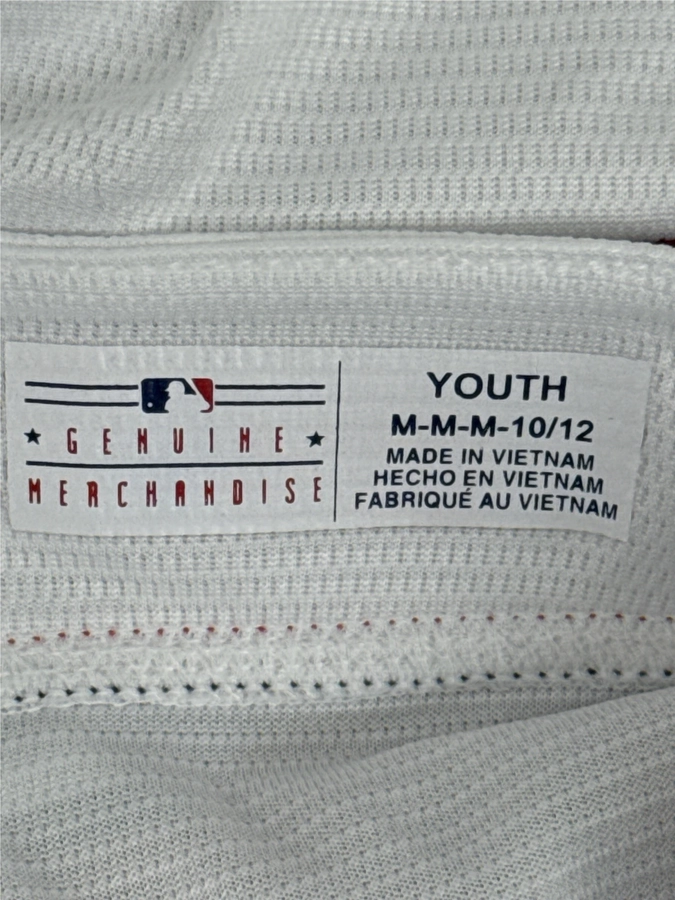 GENUINE
MERCHANDISE
YOUTH
M-M-M-10/12
MADE IN VIETNAM
HECHO EN VIETNAM
FABRIQUÉ AU VIETNAM